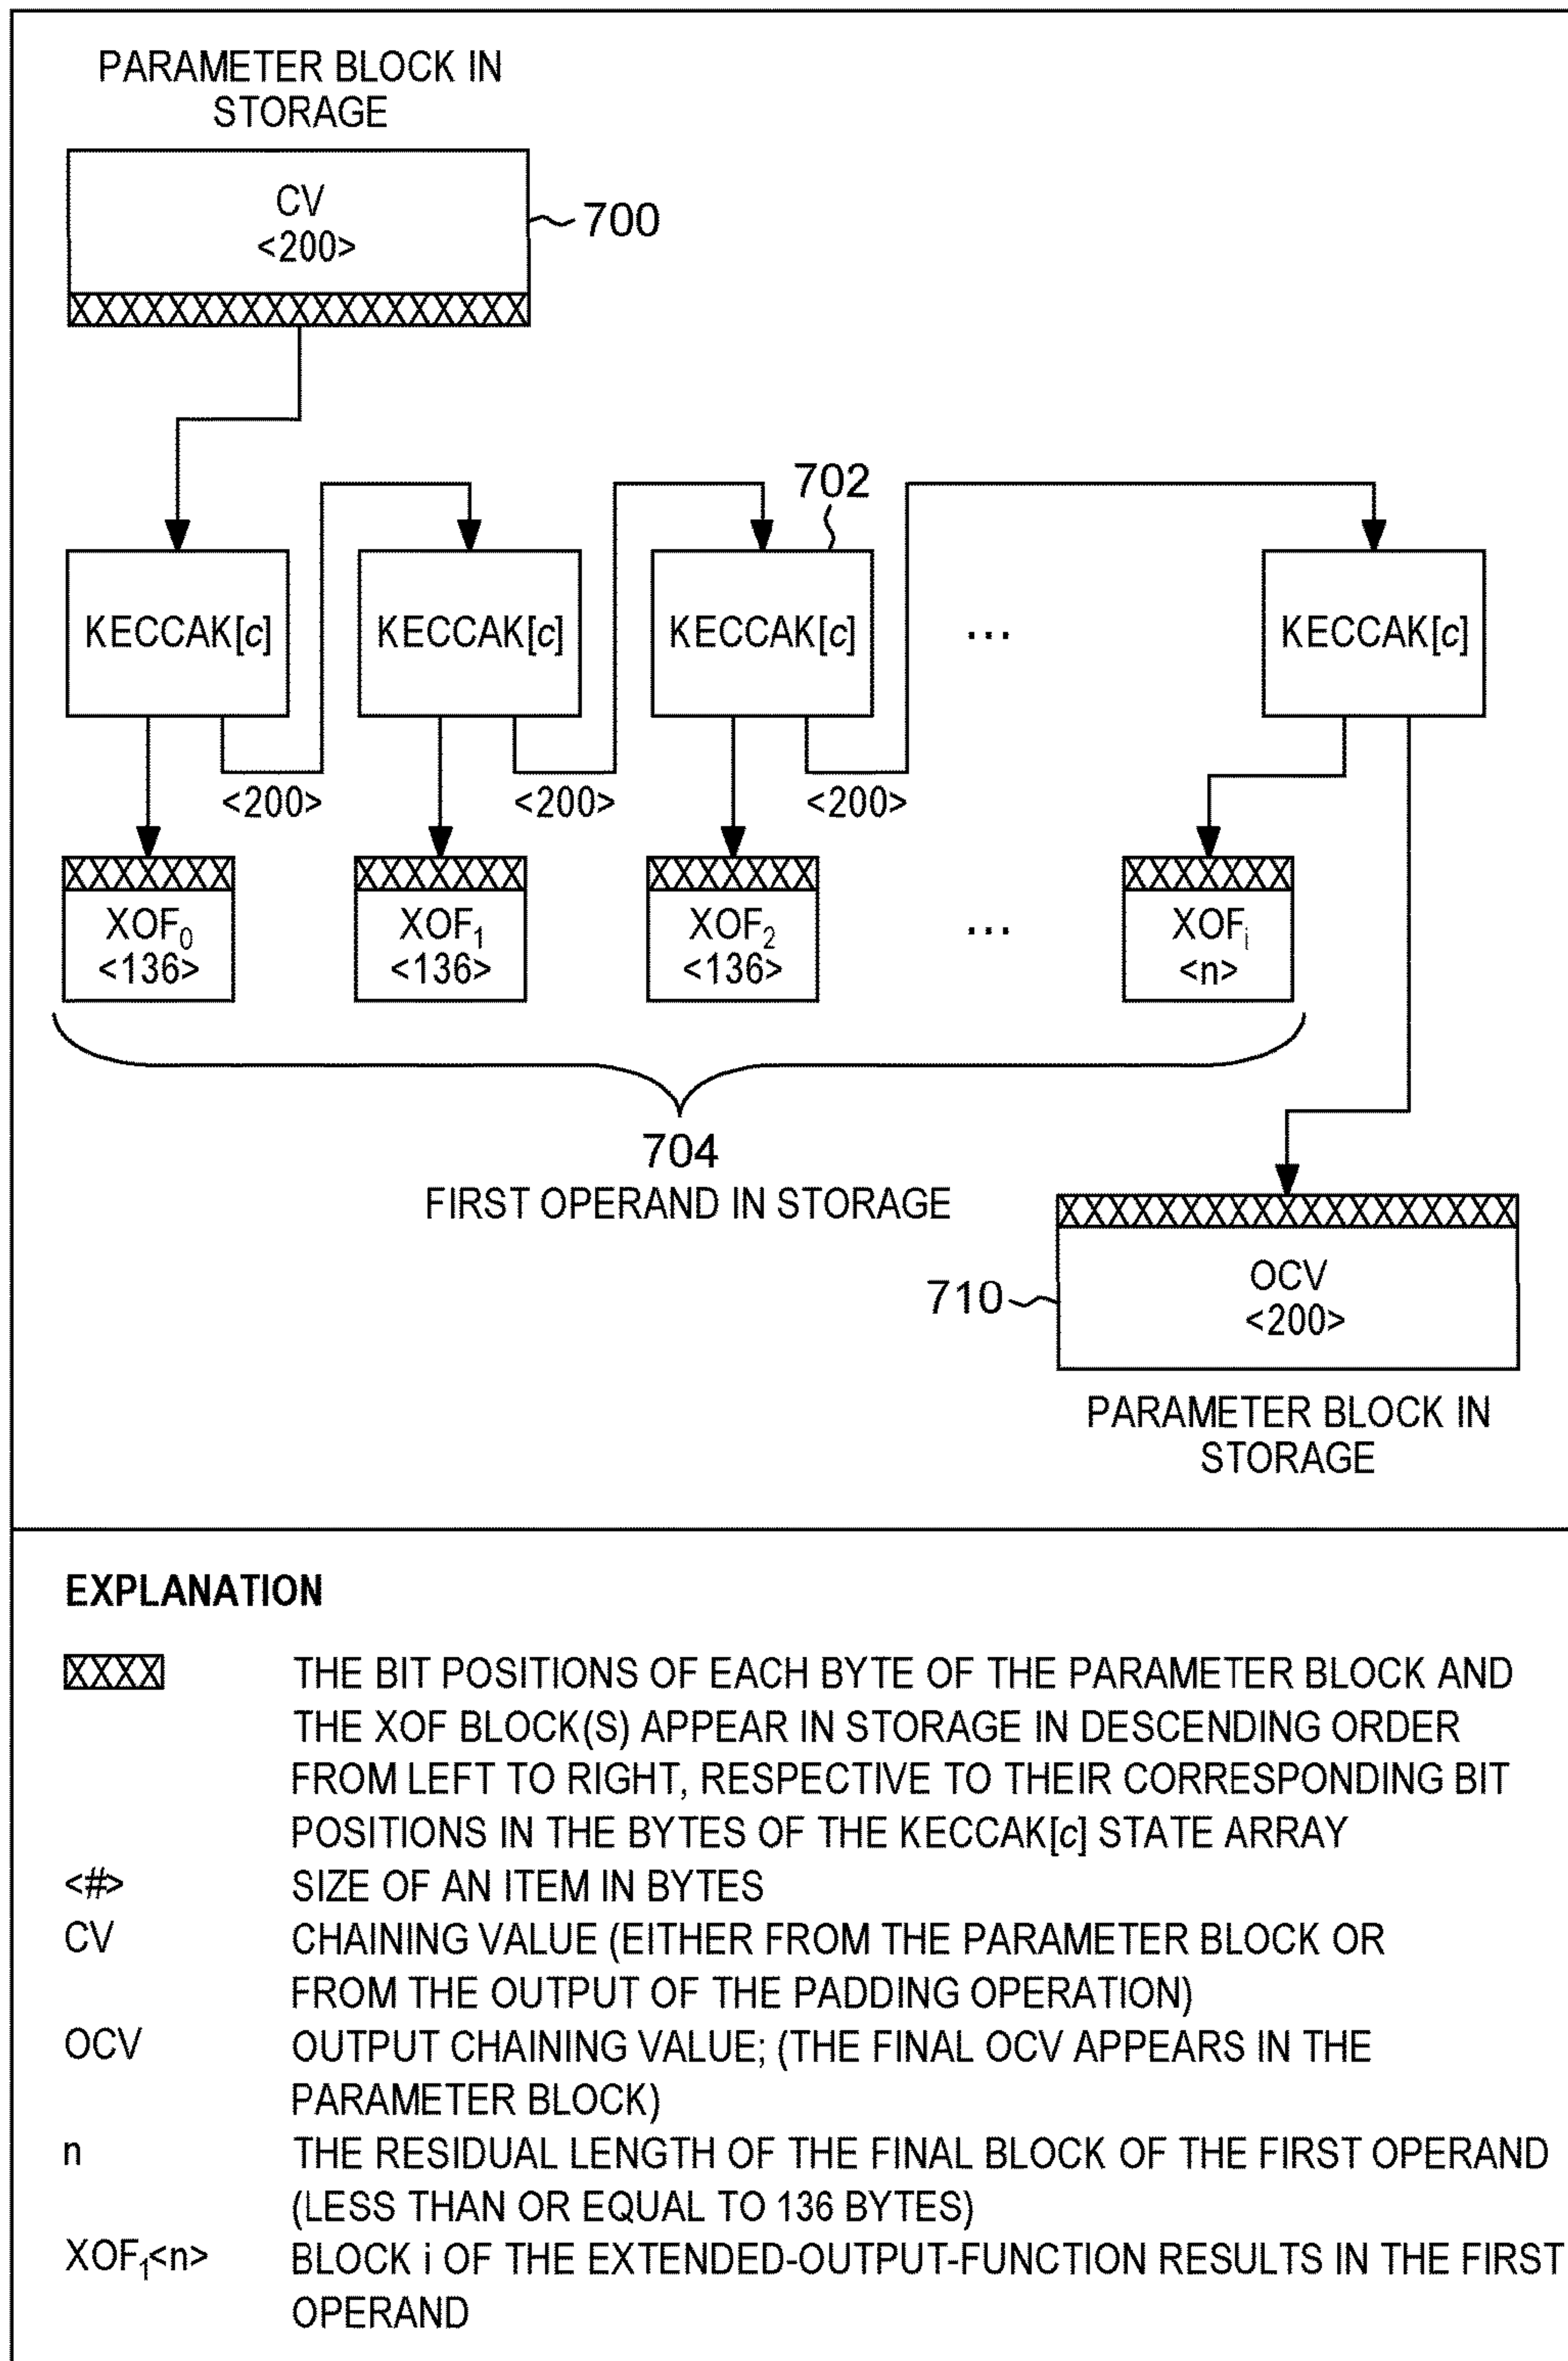 PARAMETER BLOCK IN
STORAGE
CV
<200>
700
702
KECCAK[c]
KECCAK[c]
KECCAK[c]
...
KECCAK[c]
<200>
<200>
<200>
XOF0
<136>
XOF1
<136>
XOF2
<136>
...
XOFi
<n>
704
FIRST OPERAND IN STORAGE
710
OCV
<200>
PARAMETER BLOCK IN
STORAGE
EXPLANATION
THE BIT POSITIONS OF EACH BYTE OF THE PARAMETER BLOCK AND
THE XOF BLOCK(S) APPEAR IN STORAGE IN DESCENDING ORDER
FROM LEFT TO RIGHT, RESPECTIVE TO THEIR CORRESPONDING BIT
POSITIONS IN THE BYTES OF THE KECCAK[c] STATE ARRAY
<#> SIZE OF AN ITEM IN BYTES
CV CHAINING VALUE (EITHER FROM THE PARAMETER BLOCK OR
FROM THE OUTPUT OF THE PADDING OPERATION)
OCV OUTPUT CHAINING VALUE; (THE FINAL OCV APPEARS IN THE
PARAMETER BLOCK)
n THE RESIDUAL LENGTH OF THE FINAL BLOCK OF THE FIRST OPERAND
(LESS THAN OR EQUAL TO 136 BYTES)
XOF1<n> BLOCK i OF THE EXTENDED-OUTPUT-FUNCTION RESULTS IN THE FIRST
OPERAND